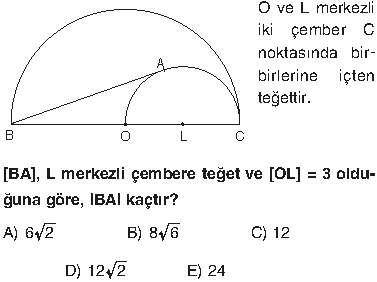 O ve L merkezli
iki çember C
noktasında bir-
birlerine içten
teğettir.
A
B
O
L
C
[BA], L merkezli çembere teğet ve [OL] = 3 oldu-
ğuna göre, IBAI kaçtır?
A) 6√2 B) 8√6 C) 12
D) 12√2 E) 24